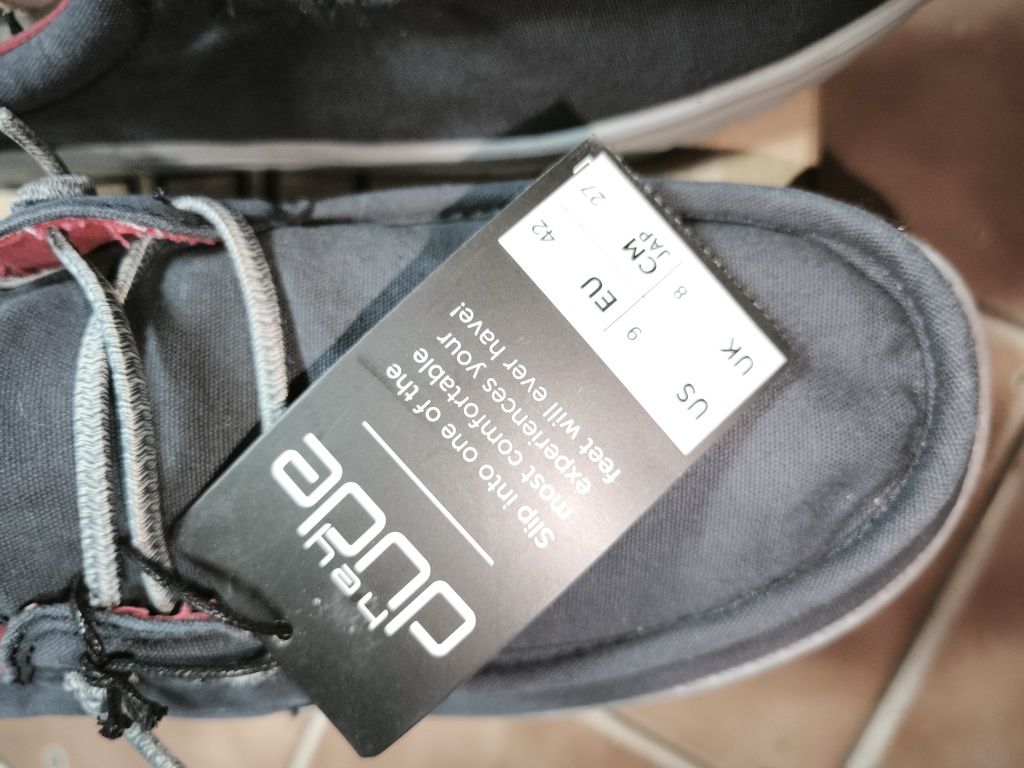 hey
dude
Slip into one of the
most comfortable
experiences your
feet will ever have!
US 9 EU 42
UK 8 CM 27
JAP